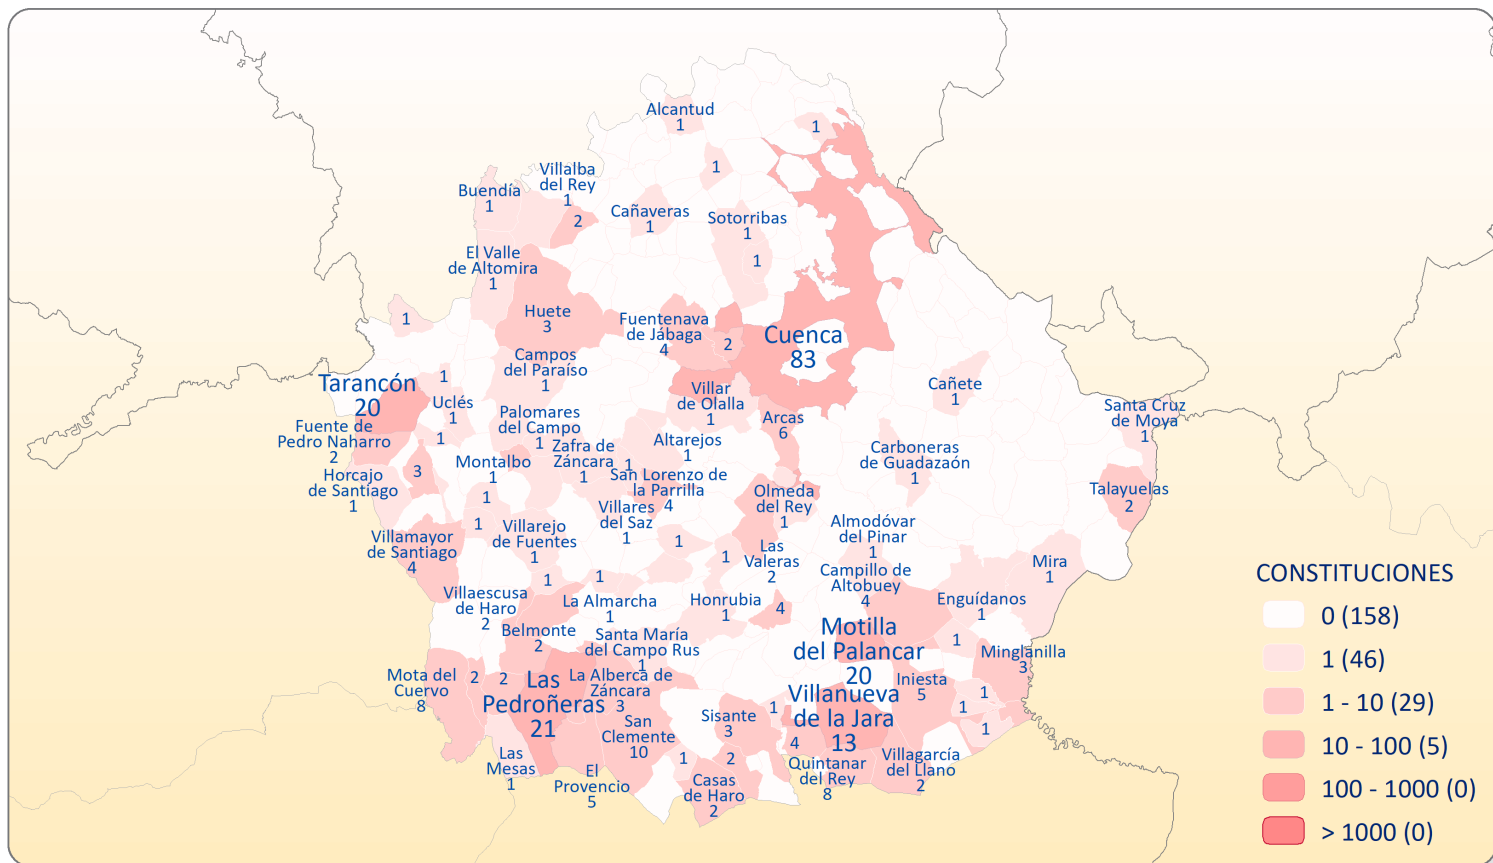 Alcantud
1
1
1
Villalba
del Rey
1
Buendía
1
2
Cañaveras
1
Sotorribas
1
1
El Valle
de Altomira
1
Huete
3
1
Fuentenava
de Jábaga
4
2
Cuenca
83
Campos
del Paraíso
1
Tarancón
20
1
Uclés
1
1
Villar
de Olalla
1
Cañete
1
Santa Cruz
de Moya
1
Palomares
del Campo
1
Arcas
6
Fuente de
Pedro Naharro
2
Zafra de
Záncara
1
Altarejos
1
Carboneras
de Guadazaón
1
Montalbo
1
3
1
San Lorenzo de
la Parrilla
4
Horcajo
de Santiago
1
1
Olmeda
del Rey
1
Talayuelas
2
Villares
del Saz
1
1
Villarejo
de Fuentes
1
Almodóvar
del Pinar
1
Villamayor
de Santiago
4
1
1
Las
Valeras
2
Mira
1
Campillo de
Altobuey
4
1
1
Villaescusa
de Haro
2
La Almarcha
1
Honrubia
1
4
Enguídanos
1
Belmonte
2
Santa María
del Campo Rus
1
Motilla
del Palancar
20
1
Minglanilla
3
Mota del
Cuervo
8
2
2
Las
Pedroñeras
21
La Alberca de
Záncara
3
Iniesta
5
Villanueva
de la Jara
13
1
1
1
1
San
Clemente
10
Sisante
3
4
Las
Mesas
1
El
Provencio
5
1
2
Casas
de Haro
2
Quintanar
del Rey
8
Villagarcía
del Llano
2
CONSTITUCIONES
0 (158)
1 (46)
1 - 10 (29)
10 - 100 (5)
100 - 1000 (0)
> 1000 (0)